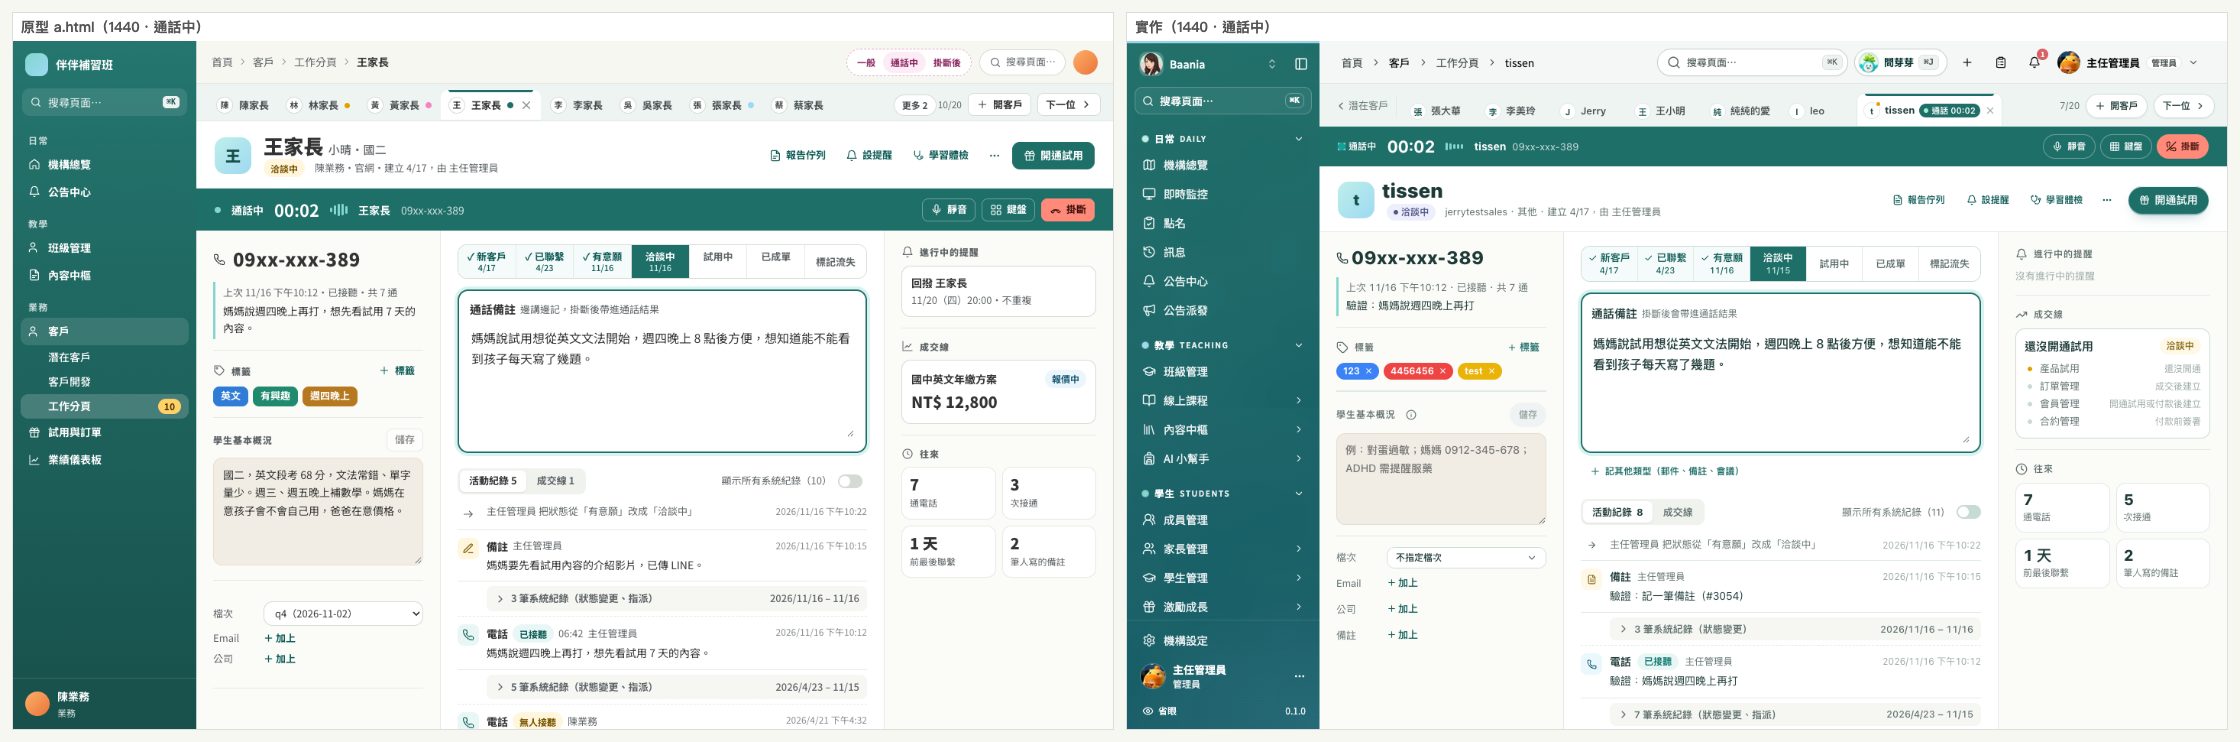 原型 a.html（1440 · 通話中）
伴伴補習班
搜尋頁面… ⌘K
日常
機構總覽
公告中心
教學
班級管理
內容中樞
業務
客戶
潛在客戶
客戶開發
工作分頁 10
試用與訂單
業績儀表板
陳業務
業務
首頁 > 客戶 > 工作分頁 > 王家長
一般 通話中 掛斷後
搜尋頁面…
陳 陳家長 林 林家長 黃 黃家長 王 王家長 × 李 李家長 吳 吳家長 張 張家長 蔡 蔡家長
更多 2 10/20 + 開客戶 下一位 >
王 王家長 小晴・國二
洽談中 陳業務・官網・建立 4/17，由 主任管理員
報告佇列 設提醒 學習體檢 ··· 開通試用
通話中 00:02 王家長 09xx-xxx-389
靜音 鍵盤 掛斷
09xx-xxx-389
上次 11/16 下午10:12・已接聽・共 7 通
媽媽說週四晚上再打，想先看試用 7 天的
內容。
標籤 + 標籤
英文 有興趣 週四晚上
學生基本概況 儲存
國二，英文段考 68 分，文法常錯、單字
量少。週三、週五晚上補數學。媽媽在
意孩子會不會自己用，爸爸在意價格。
檔次 q4（2026-11-02）
Email + 加上
公司 + 加上
✓新客戶 ✓已聯繫 ✓有意願 洽談中 試用中 已成單 標記流失
4/17 4/23 11/16 11/16
通話備註 邊講邊記，掛斷後帶進通話結果
媽媽說試用想從英文文法開始，週四晚上 8 點後方便，想知道能不能看
到孩子每天寫了幾題。
活動紀錄 5 成交線 1 顯示所有系統紀錄（10）
主任管理員 把狀態從「有意願」改成「洽談中」 2026/11/16 下午10:22
備註 主任管理員 2026/11/16 下午10:15
媽媽要先看試用內容的介紹影片，已傳 LINE。
> 3 筆系統紀錄（狀態變更、指派） 2026/11/16 – 11/16
電話 已接聽 06:42 主任管理員 2026/11/16 下午10:12
媽媽說週四晚上再打，想先看試用 7 天的內容。
> 5 筆系統紀錄（狀態變更、指派） 2026/4/23 – 11/15
電話 無人接聽 陳業務 2026/4/21 下午4:32
進行中的提醒
回撥 王家長
11/20（四）20:00・不重複
成交線
國中英文年繳方案 報價中
NT$ 12,800
往來
7 3
通電話 次接通
1 天 2
前最後聯繫 筆人寫的備註
實作（1440 · 通話中）
Baania
搜尋頁面… ⌘K
日常 DAILY
機構總覽
即時監控
點名
訊息
公告中心
公告派發
教學 TEACHING
班級管理
線上課程
內容中樞
AI 小幫手
學生 STUDENTS
成員管理
家長管理
學生管理
激勵成長
機構設定
主任管理員
管理員 ···
省眼 0.1.0
首頁 > 客戶 > 工作分頁 > tissen
搜尋頁面… ⌘K 問芽芽 ⌘J + 1 主任管理員 管理員
< 潛在客戶 張 張大華 李 李美玲 J Jerry 王 王小明 純 純純的愛 l leo t tissen 通話 00:02 ×
7/20 + 開客戶 下一位 >
通話中 00:02 tissen 09xx-xxx-389
靜音 鍵盤 掛斷
t tissen
洽談中 jerrytestsales・其他・建立 4/17，由 主任管理員
報告佇列 設提醒 學習體檢 ··· 開通試用
09xx-xxx-389
上次 11/16 下午10:12・已接聽・共 7 通
驗證：媽媽說週四晚上再打
標籤 + 標籤
123 × 4456456 × test ×
學生基本概況 儲存
例：對蛋過敏；媽媽 0912-345-678；
ADHD 需提醒服藥
檔次 不指定檔次
Email + 加上
公司 + 加上
備註 + 加上
✓ 新客戶 ✓ 已聯繫 ✓ 有意願 洽談中 試用中 已成單 標記流失
4/17 4/23 11/16 11/15
通話備註 掛斷後會帶進通話結果
媽媽說試用想從英文文法開始，週四晚上 8 點後方便，想知道能不能
看到孩子每天寫了幾題。
+ 記其他類型（郵件、備註、會議）
活動紀錄 8 成交線 顯示所有系統紀錄（11）
主任管理員 把狀態從「有意願」改成「洽談中」 2026/11/16 下午10:22
備註 主任管理員 2026/11/16 下午10:15
驗證：記一筆備註（#3054）
> 3 筆系統紀錄（狀態變更） 2026/11/16 – 11/16
電話 已接聽 主任管理員 2026/11/16 下午10:12
驗證：媽媽說週四晚上再打
> 7 筆系統紀錄（狀態變更、指派） 2026/4/23 – 11/15
進行中的提醒
沒有進行中的提醒
成交線
還沒開通試用 洽談中
產品試用 還沒開通
訂單管理 成交後建立
會員管理 開通試用或付款後建立
合約管理 付款前簽署
往來
7 5
通電話 次接通
1 天 2
前最後聯繫 筆人寫的備註